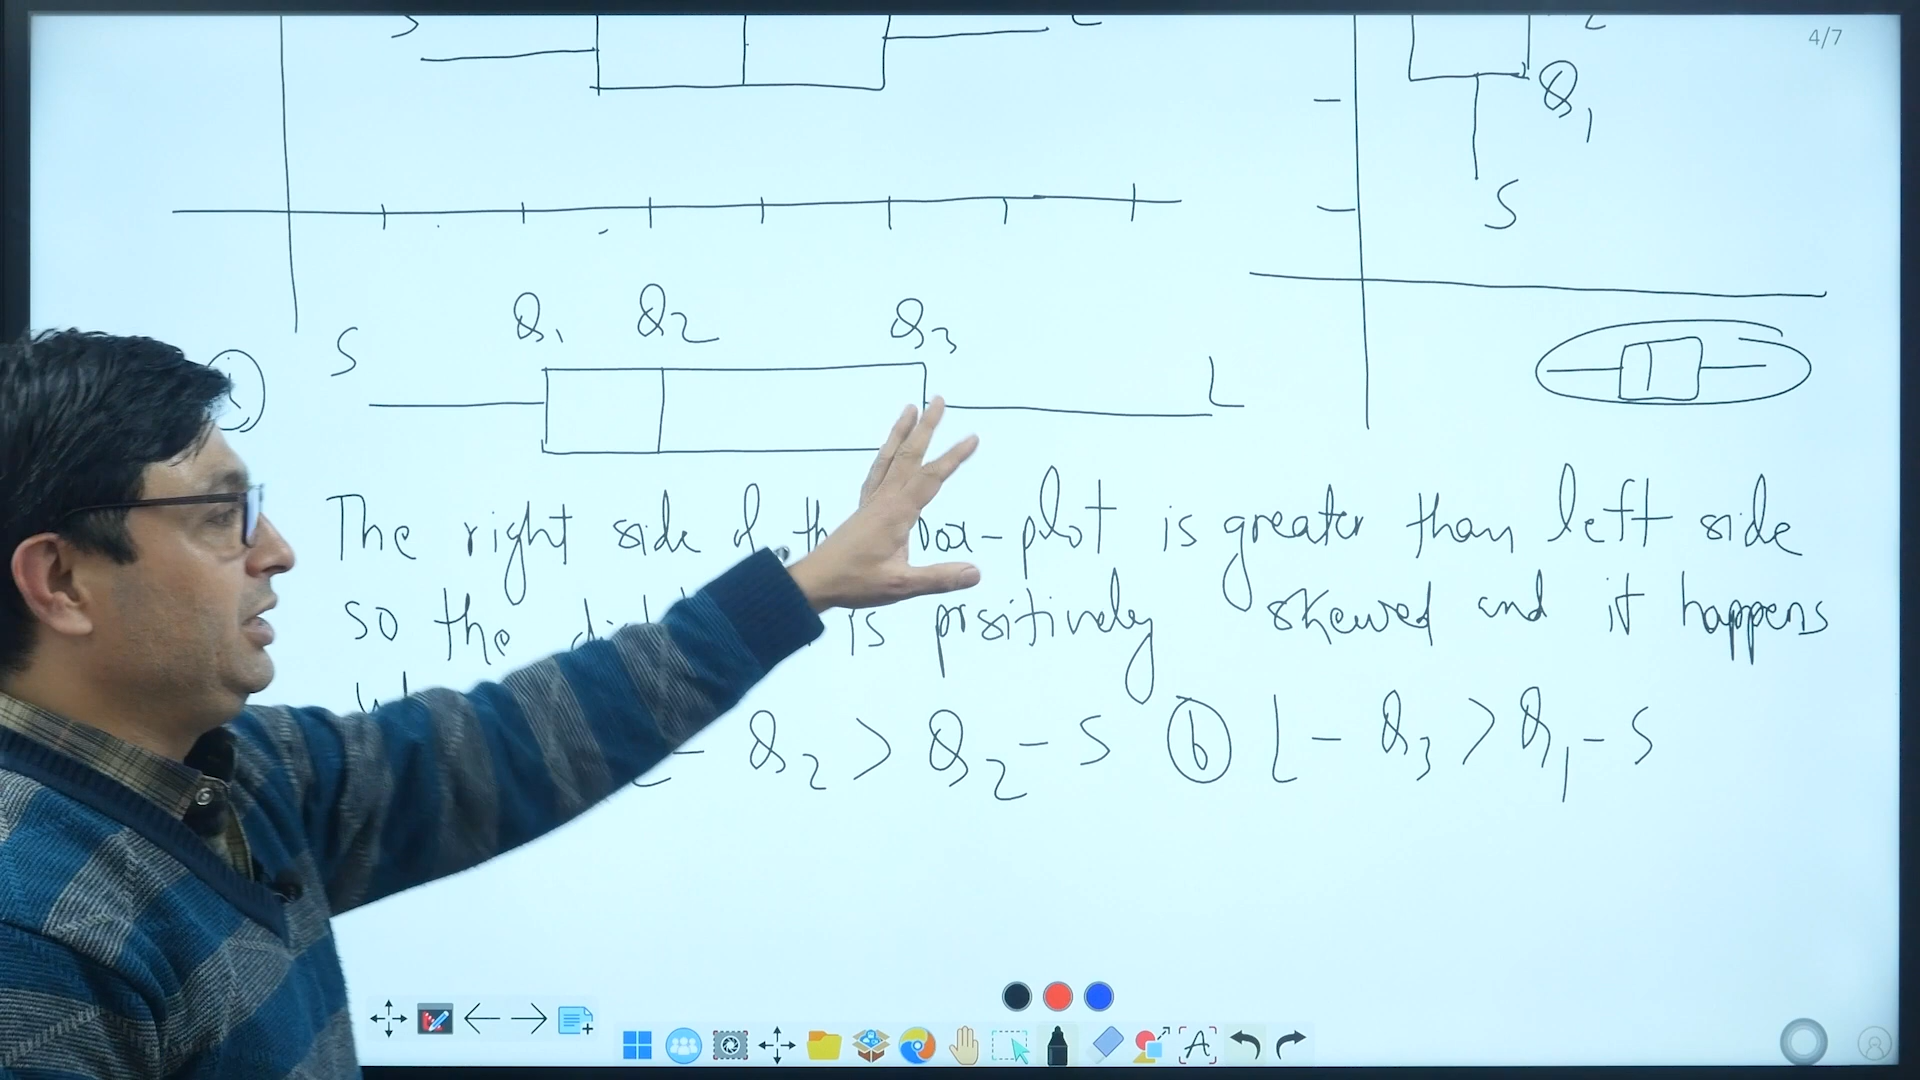 4/7
Q1
S
S Q1 Q2 Q3 L
The right side of the box-plot is greater than left side
so the is positively skewed and it happens
- Q2 > Q2 - S (b) L - Q3 > Q1 - S